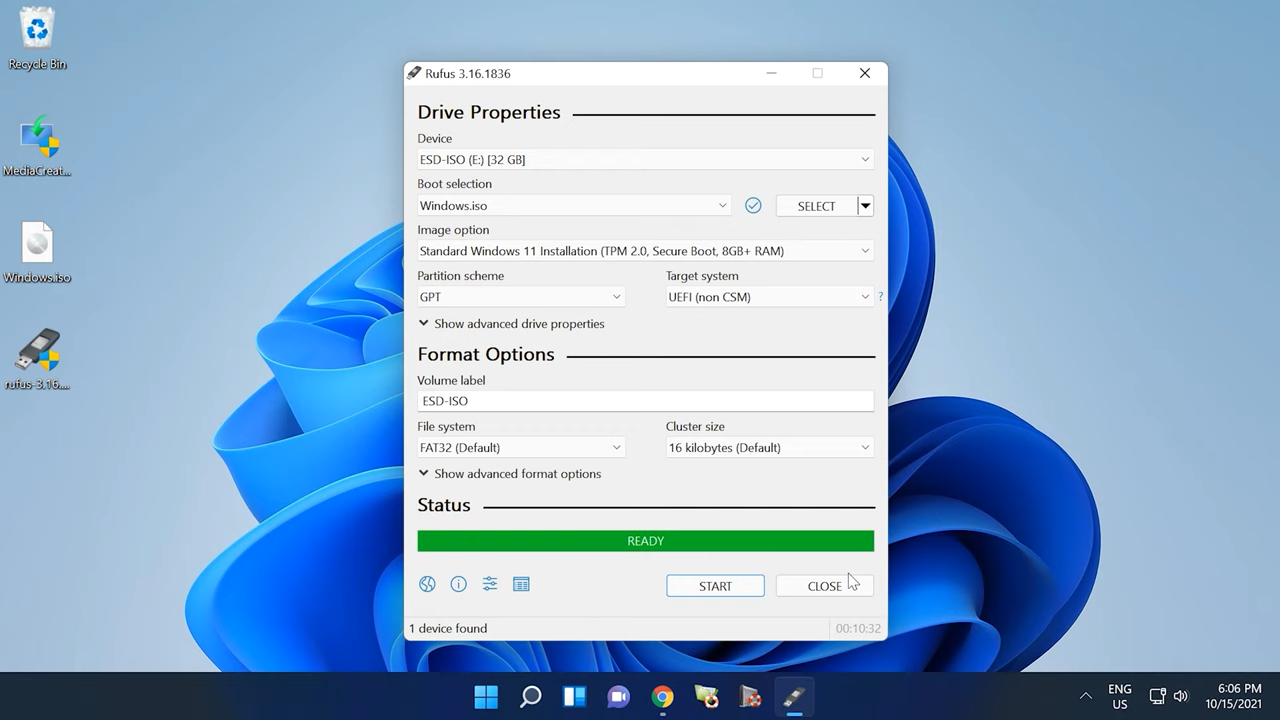 Recycle Bin
MediaCreat...
Windows.iso
rufus-3.16....
Rufus 3.16.1836
Drive Properties
Device
ESD-ISO (E:) [32 GB]
Boot selection
Windows.iso
SELECT
Image option
Standard Windows 11 Installation (TPM 2.0, Secure Boot, 8GB+ RAM)
Partition scheme
Target system
GPT
UEFI (non CSM)
?
Show advanced drive properties
Format Options
Volume label
ESD-ISO
File system
Cluster size
FAT32 (Default)
16 kilobytes (Default)
Show advanced format options
Status
READY
START
CLOSE
1 device found
00:10:32
ENG
US
6:06 PM
10/15/2021